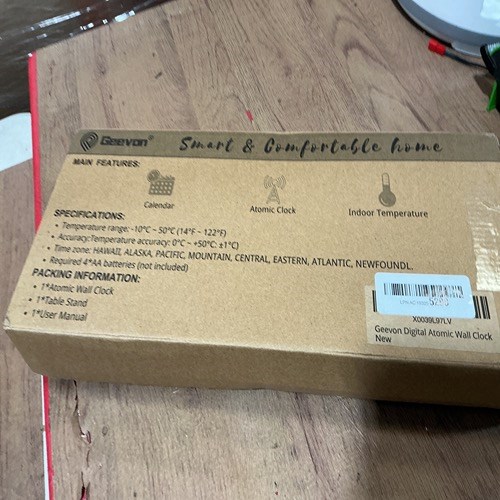 Geevon®
Smart & Comfortable home
MAIN FEATURES:
Calendar
Atomic Clock
Indoor Temperature
SPECIFICATIONS:
• Temperature range: -10°C ~ 50°C (14°F ~ 122°F)
• Accuracy:Temperature accuracy: 0°C ~ +50°C: ±1°C)
• Time zone: HAWAII, ALASKA, PACIFIC, MOUNTAIN, CENTRAL, EASTERN, ATLANTIC, NEWFOUNDL.
• Required 4*AA batteries (not included)
PACKING INFORMATION:
• 1*Atomic Wall Clock
• 1*Table Stand
• 1*User Manual
X0039L97LV
Geevon Digital Atomic Wall Clock
New